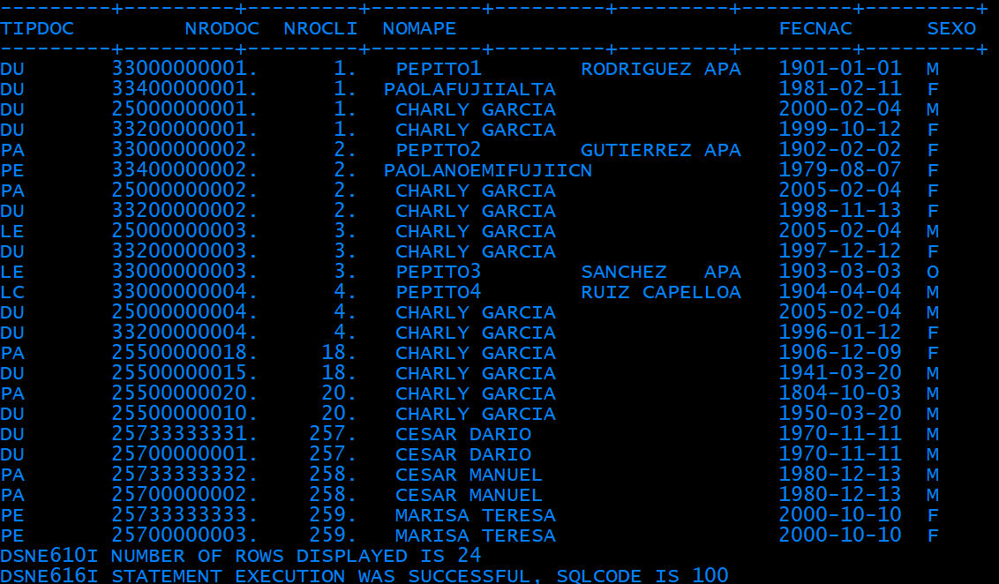 ---------+---------+---------+---------+---------+---------+---------+---------+
TIPDOC         NRODOC  NROCLI  NOMAPE                          FECNAC      SEXO
---------+---------+---------+---------+---------+---------+---------+---------+
DU       33000000001.      1.   PEPITO1        RODRIGUEZ APA   1901-01-01  M
DU       33400000001.      1.  PAOLAFUJIIALTA                  1981-02-11  F
DU       25000000001.      1.   CHARLY GARCIA                  2000-02-04  M
DU       33200000001.      1.   CHARLY GARCIA                  1999-10-12  F
PA       33000000002.      2.   PEPITO2        GUTIERREZ APA   1902-02-02  F
PE       33400000002.      2.  PAOLANOEMIFUJIICN               1979-08-07  F
PA       25000000002.      2.   CHARLY GARCIA                  2005-02-04  F
DU       33200000002.      2.   CHARLY GARCIA                  1998-11-13  F
LE       25000000003.      3.   CHARLY GARCIA                  2005-02-04  M
DU       33200000003.      3.   CHARLY GARCIA                  1997-12-12  F
LE       33000000003.      3.   PEPITO3        SANCHEZ   APA   1903-03-03  O
LC       33000000004.      4.   PEPITO4        RUIZ CAPELLOA   1904-04-04  M
DU       25000000004.      4.   CHARLY GARCIA                  2005-02-04  M
DU       33200000004.      4.   CHARLY GARCIA                  1996-01-12  F
PA       25500000018.     18.   CHARLY GARCIA                  1906-12-09  F
DU       25500000015.     18.   CHARLY GARCIA                  1941-03-20  M
PA       25500000020.     20.   CHARLY GARCIA                  1804-10-03  M
DU       25500000010.     20.   CHARLY GARCIA                  1950-03-20  M
DU       25733333331.    257.   CESAR DARIO                    1970-11-11  M
DU       25700000001.    257.   CESAR DARIO                    1970-11-11  M
PA       25733333332.    258.   CESAR MANUEL                   1980-12-13  M
PA       25700000002.    258.   CESAR MANUEL                   1980-12-13  M
PE       25733333333.    259.   MARISA TERESA                  2000-10-10  F
PE       25700000003.    259.   MARISA TERESA                  2000-10-10  F
DSNE610I NUMBER OF ROWS DISPLAYED IS 24
DSNE616I STATEMENT EXECUTION WAS SUCCESSFUL, SQLCODE IS 100